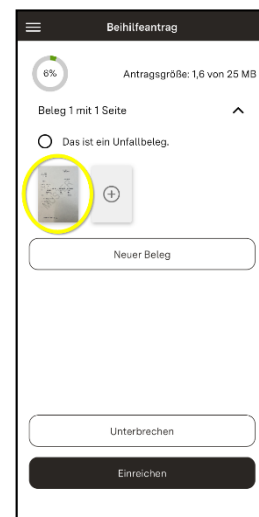 Beihilfeantrag
6%
Antragsgröße: 1,6 von 25 MB
Beleg 1 mit 1 Seite
Das ist ein Unfallbeleg.
Neuer Beleg
Unterbrechen
Einreichen